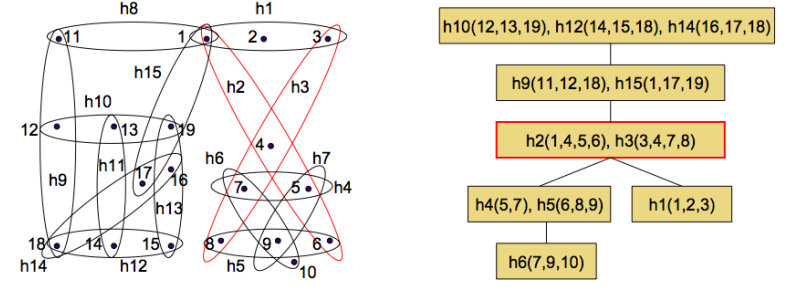 h8 h1
11 1 2 3
h15 h2 h3
h10
12 13 19
4
h11 h6 h7
17 16
h9 7 5 h4
h13
18 14 15 8 9 6
h14 h12 h5 10
h10(12,13,19), h12(14,15,18), h14(16,17,18)
h9(11,12,18), h15(1,17,19)
h2(1,4,5,6), h3(3,4,7,8)
h4(5,7), h5(6,8,9) h1(1,2,3)
h6(7,9,10)